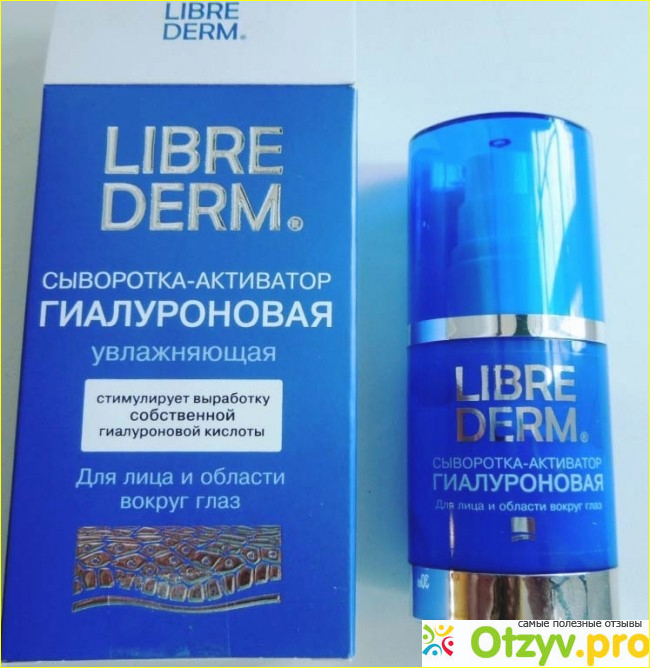 LIBRE
DERM®
LIBRE
DERM®
СЫВОРОТКА-АКТИВАТОР
ГИАЛУРОНОВАЯ
увлажняющая
стимулирует выработку
собственной
гиалуроновой кислоты
Для лица и области
вокруг глаз
LIBRE
DERM®
СЫВОРОТКА-АКТИВАТОР
ГИАЛУРОНОВАЯ
Для лица и области вокруг глаз
самые полезные отзывы
Otzyv.pro